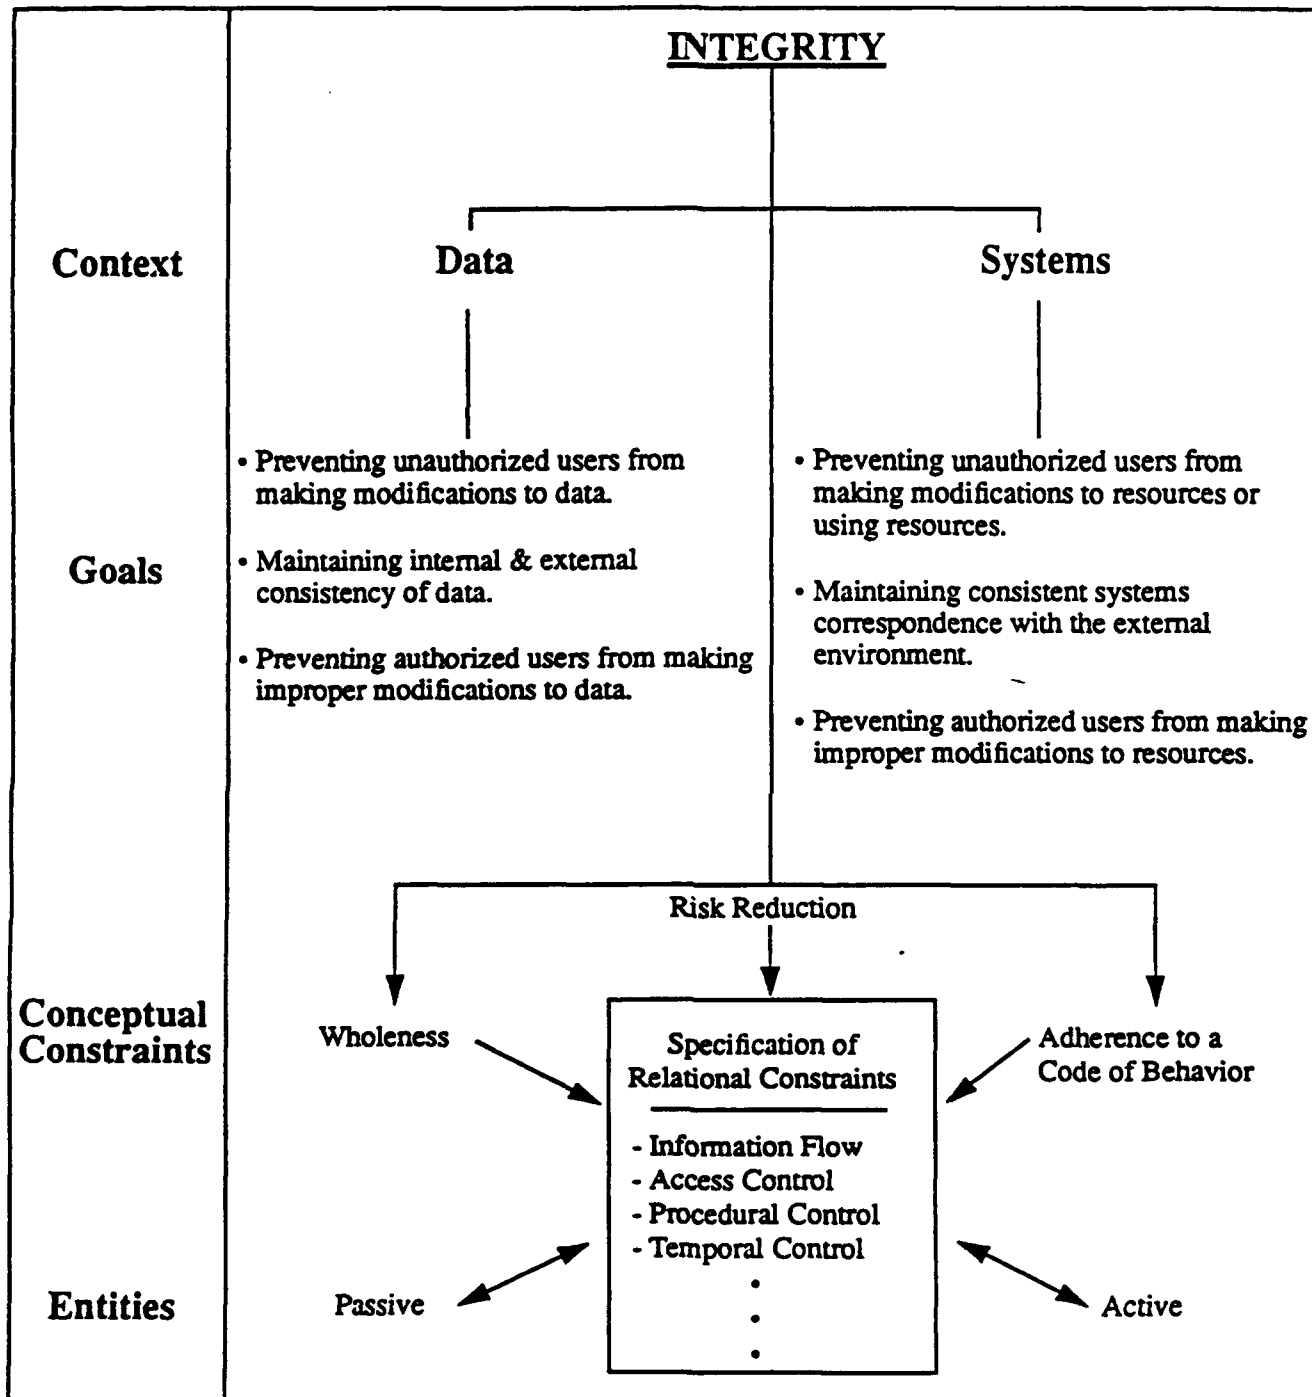 INTEGRITY
Context
Data
Systems
Goals
• Preventing unauthorized users from
making modifications to data.
• Maintaining internal & external
consistency of data.
• Preventing authorized users from making
improper modifications to data.
• Preventing unauthorized users from
making modifications to resources or
using resources.
• Maintaining consistent systems
correspondence with the external
environment.
• Preventing authorized users from making
improper modifications to resources.
Risk Reduction
Conceptual
Constraints
Wholeness
Specification of
Relational Constraints
- Information Flow
- Access Control
- Procedural Control
- Temporal Control
Adherence to a
Code of Behavior
Entities
Passive
Active